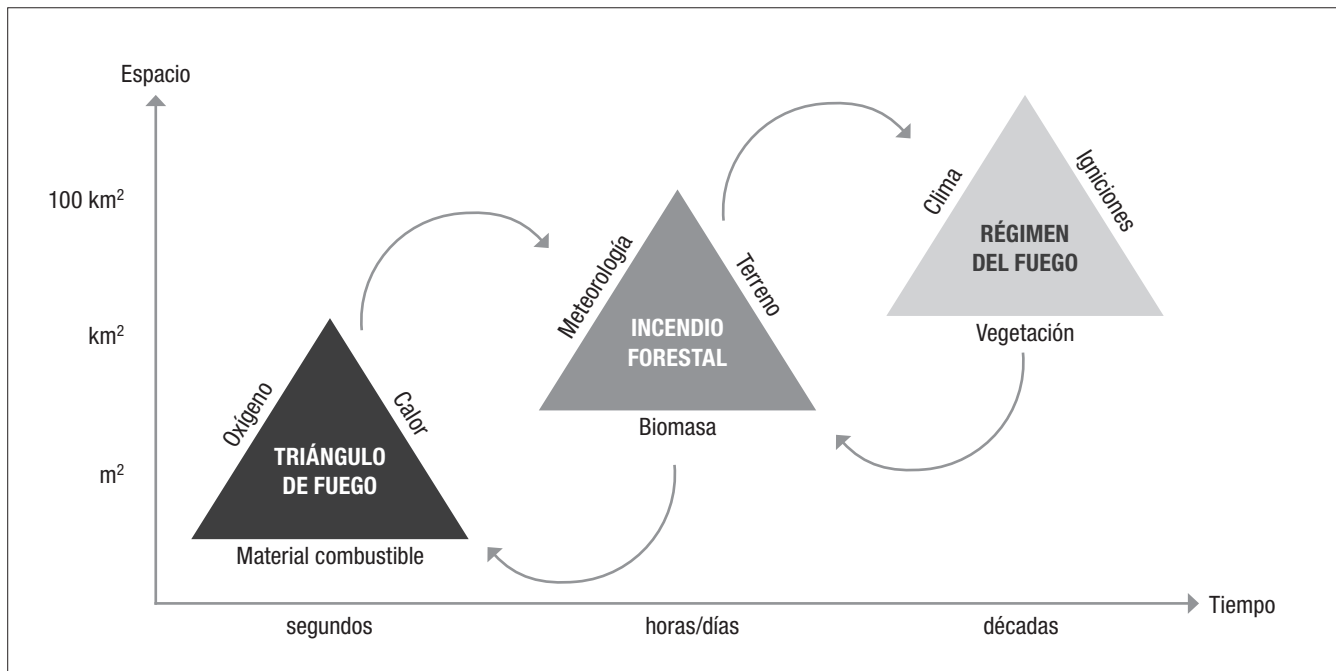 Espacio
100 km²
km²
m²
Oxígeno
Calor
TRIÁNGULO
DE FUEGO
Material combustible
Meteorología
Terreno
INCENDIO
FORESTAL
Biomasa
Clima
Igniciones
RÉGIMEN
DEL FUEGO
Vegetación
segundos
horas/días
décadas
Tiempo